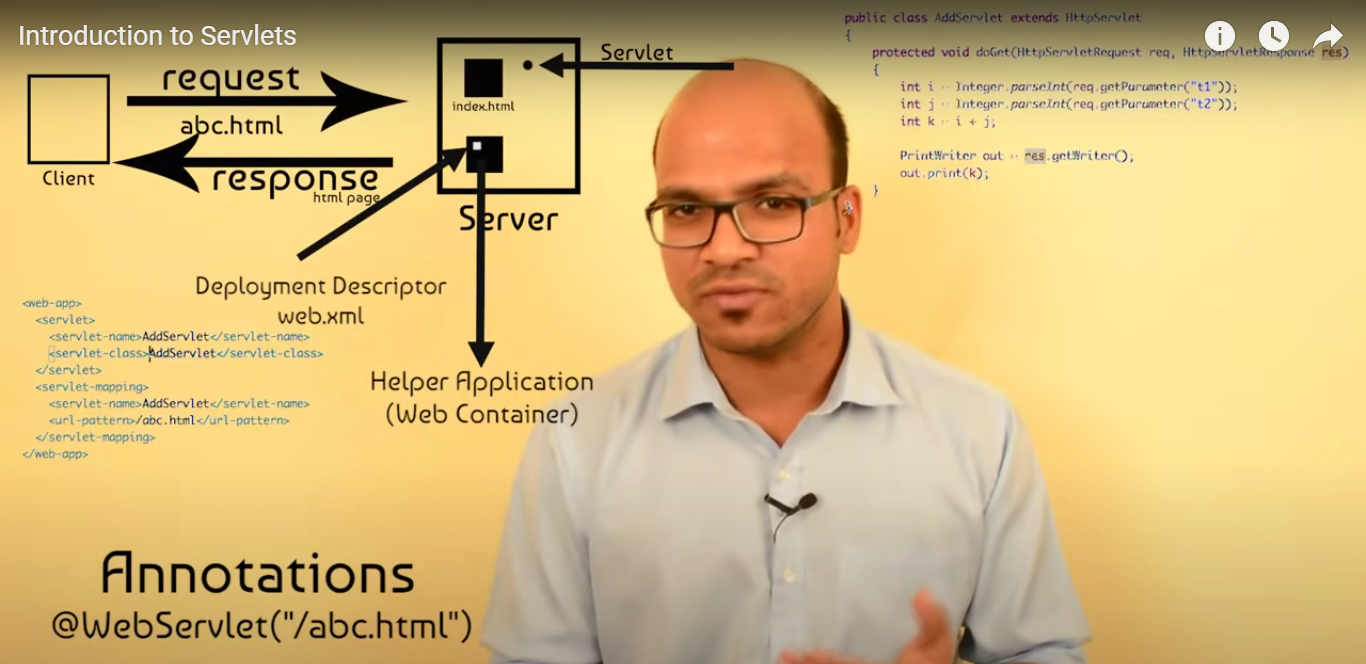 Introduction to Servlets
request
abc.html
response
html page
Client
index.html
Servlet
Server
Deployment Descriptor
web.xml
Helper Application
(Web Container)
<web-app>
<servlet>
<servlet-name>AddServlet</servlet-name>
<servlet-class>AddServlet</servlet-class>
</servlet>
<servlet-mapping>
<servlet-name>AddServlet</servlet-name>
<url-pattern>/abc.html</url-pattern>
</servlet-mapping>
</web-app>
Annotations
@WebServlet("/abc.html")
public class AddServlet extends HttpServlet
{
protected void doGet(HttpServletRequest req, HttpServletResponse res)
{
int i = Integer.parseInt(req.getParameter("t1"));
int j = Integer.parseInt(req.getParameter("t2"));
int k = i + j;
PrintWriter out = res.getWriter();
out.print(k);
}